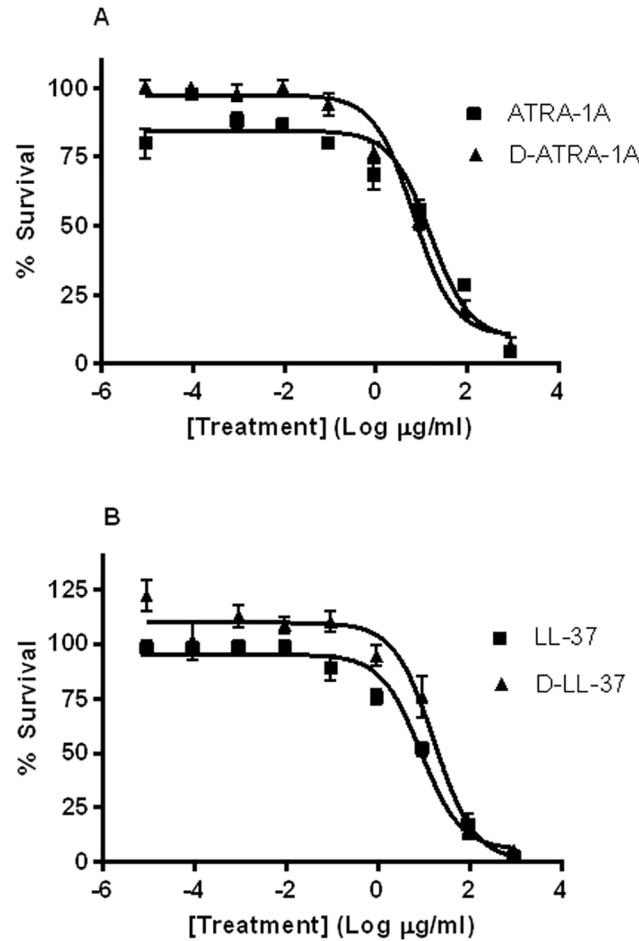 A
100
75
50
25
0
-6 -4 -2 0 2 4
% Survival
[Treatment] (Log µg/ml)
ATRA-1A
D-ATRA-1A
B
125
100
75
50
25
0
-6 -4 -2 0 2 4
% Survival
[Treatment] (Log µg/ml)
LL-37
D-LL-37